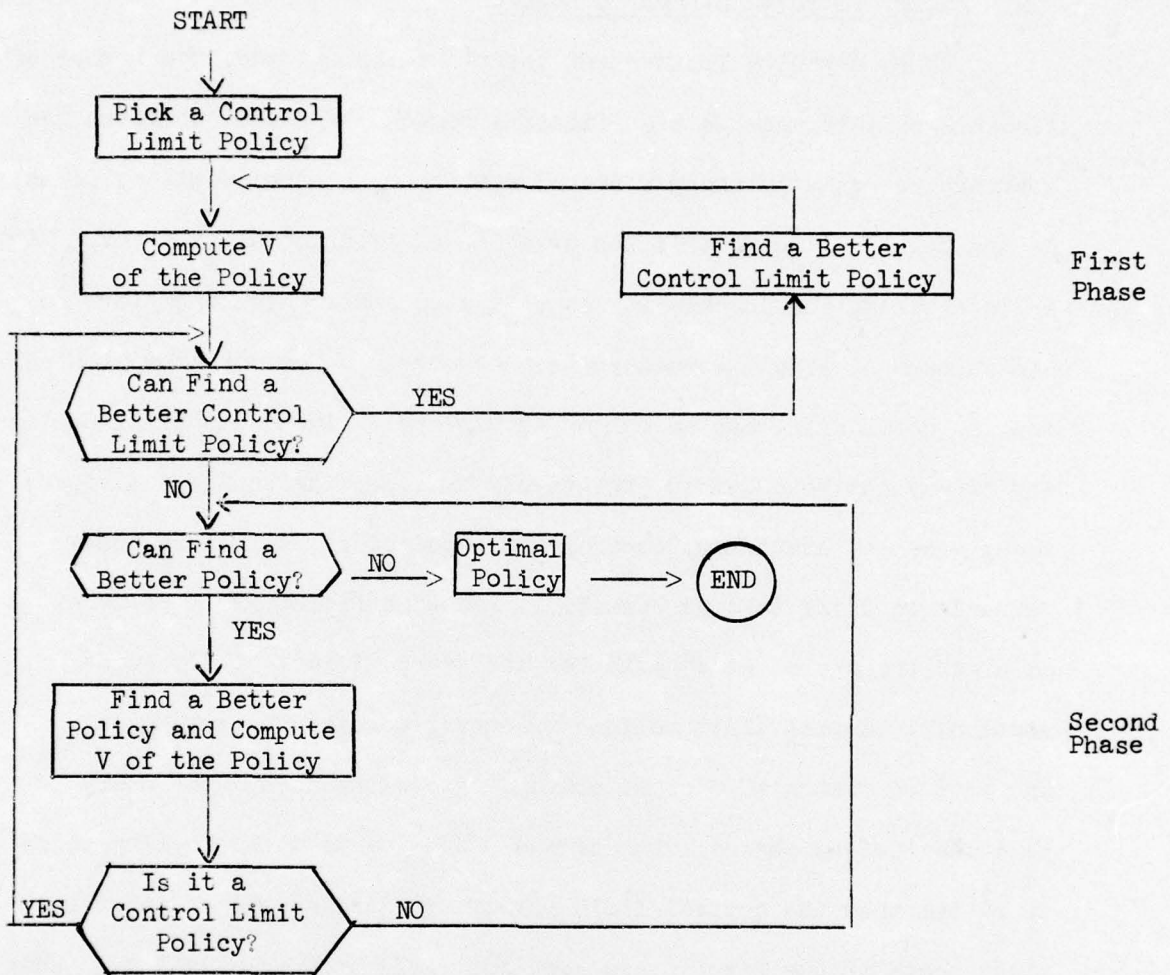 START
Pick a Control
Limit Policy
Compute V
of the Policy
Find a Better
Control Limit Policy
First
Phase
Can Find a
Better Control
Limit Policy?
YES
NO
Can Find a
Better Policy?
NO
Optimal
Policy
END
YES
Find a Better
Policy and Compute
V of the Policy
Second
Phase
Is it a
Control Limit
Policy?
YES
NO